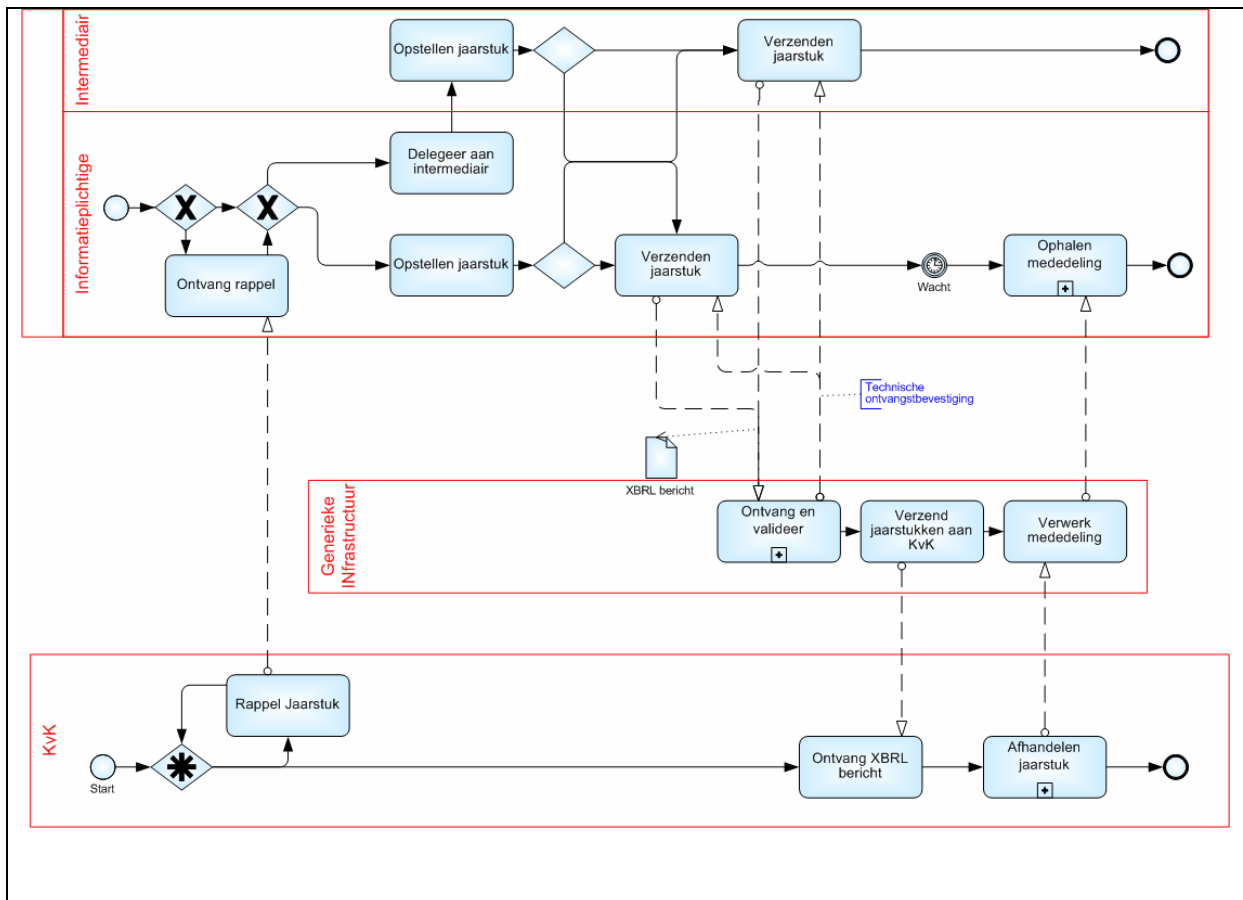 Intermediair
Opstellen jaarstuk
Verzenden
jaarstuk
Informatieplichtige
Delegeer aan
intermediair
X
X
Ontvang rappel
Opstellen jaarstuk
Verzenden
jaarstuk
Wacht
Ophalen
mededeling
Technische
ontvangstbevestiging
XBRL bericht
Generieke
INfrastructuur
Ontvang en
valideer
Verzend
jaarstukken aan
KvK
Verwerk
mededeling
KvK
Rappel Jaarstuk
Start
Ontvang XBRL
bericht
Afhandelen
jaarstuk